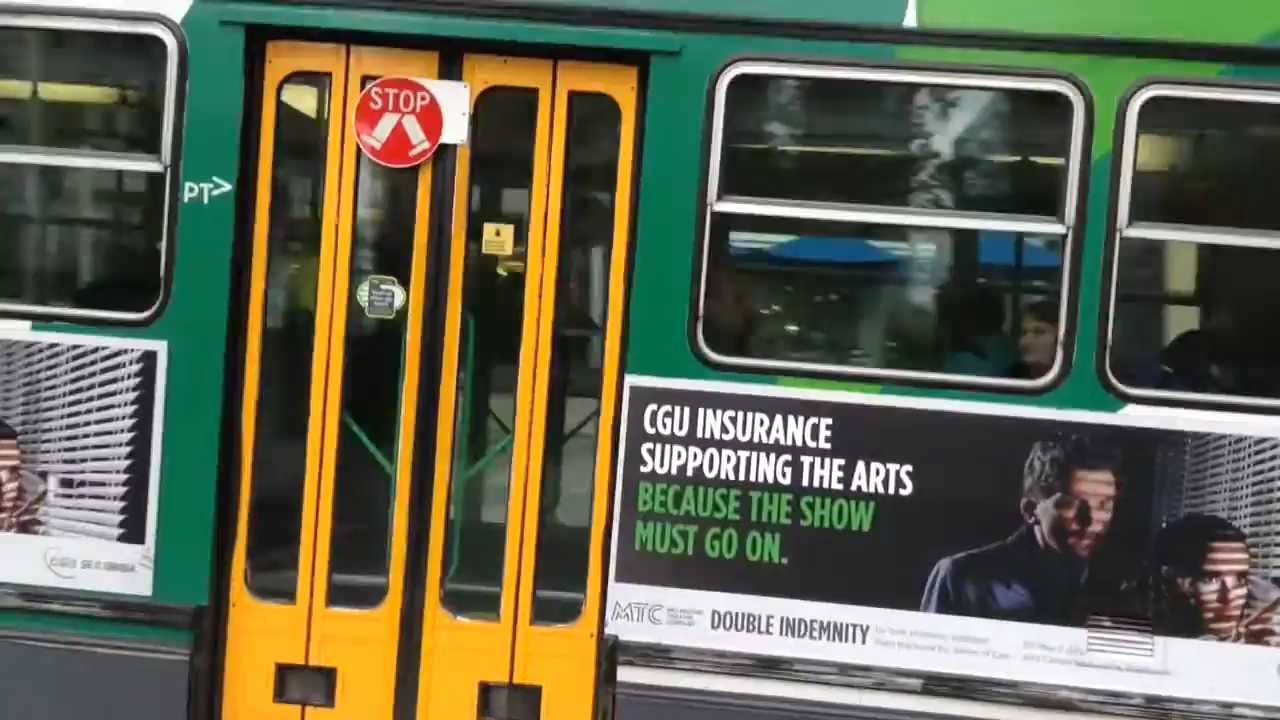 STOP
PT>
CGU INSURANCE
SUPPORTING THE ARTS
BECAUSE THE SHOW
MUST GO ON.
MTC
DOUBLE INDEMNITY